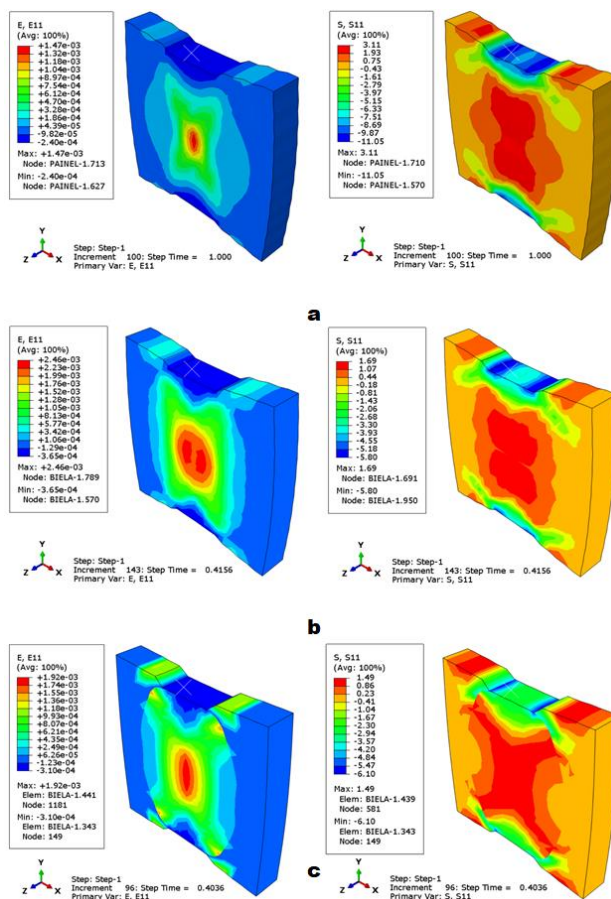 E, E11
(Avg: 100%)
+1.47e-03
+1.32e-03
+1.18e-03
+1.04e-03
+8.97e-04
+7.54e-04
+6.12e-04
+4.70e-04
+3.28e-04
+1.86e-04
+4.39e-05
-9.82e-05
-2.40e-04
Max: +1.47e-03
Node: PAINEL-1.713
Min: -2.40e-04
Node: PAINEL-1.627
Y
Z
X
Step: Step-1
Increment 100: Step Time = 1.000
Primary Var: E, E11
S, S11
(Avg: 100%)
3.11
1.93
0.75
-0.43
-1.61
-2.79
-3.97
-5.15
-6.33
-7.51
-8.69
-9.87
-11.05
Max: 3.11
Node: PAINEL-1.710
Min: -11.05
Node: PAINEL-1.570
Y
Z
X
Step: Step-1
Increment 100: Step Time = 1.000
Primary Var: S, S11
a
E, E11
(Avg: 100%)
+2.46e-03
+2.23e-03
+1.99e-03
+1.76e-03
+1.52e-03
+1.28e-03
+1.05e-03
+8.13e-04
+5.77e-04
+3.42e-04
+1.06e-04
-1.29e-04
-3.65e-04
Max: +2.46e-03
Node: BIELA-1.789
Min: -3.65e-04
Node: BIELA-1.570
Y
Z
X
Step: Step-1
Increment 143: Step Time = 0.4156
Primary Var: E, E11
S, S11
(Avg: 100%)
1.69
1.07
0.44
-0.18
-0.81
-1.43
-2.06
-2.68
-3.30
-3.93
-4.55
-5.18
-5.80
Max: 1.69
Node: BIELA-1.691
Min: -5.80
Node: BIELA-1.950
Y
Z
X
Step: Step-1
Increment 143: Step Time = 0.4156
Primary Var: S, S11
b
E, E11
(Avg: 100%)
+1.92e-03
+1.74e-03
+1.55e-03
+1.36e-03
+1.18e-03
+9.93e-04
+8.07e-04
+6.21e-04
+4.35e-04
+2.49e-04
+6.26e-05
-1.23e-04
-3.10e-04
Max: +1.92e-03
Elem: BIELA-1.441
Node: 1181
Min: -3.10e-04
Elem: BIELA-1.343
Node: 149
Y
Z
X
Step: Step-1
Increment 96: Step Time = 0.4036
Primary Var: E, E11
S, S11
(Avg: 100%)
1.49
0.86
0.23
-0.41
-1.04
-1.67
-2.30
-2.94
-3.57
-4.20
-4.84
-5.47
-6.10
Max: 1.49
Elem: BIELA-1.439
Node: 581
Min: -6.10
Elem: BIELA-1.343
Node: 149
Y
Z
X
Step: Step-1
Increment 96: Step Time = 0.4036
Primary Var: S, S11
c